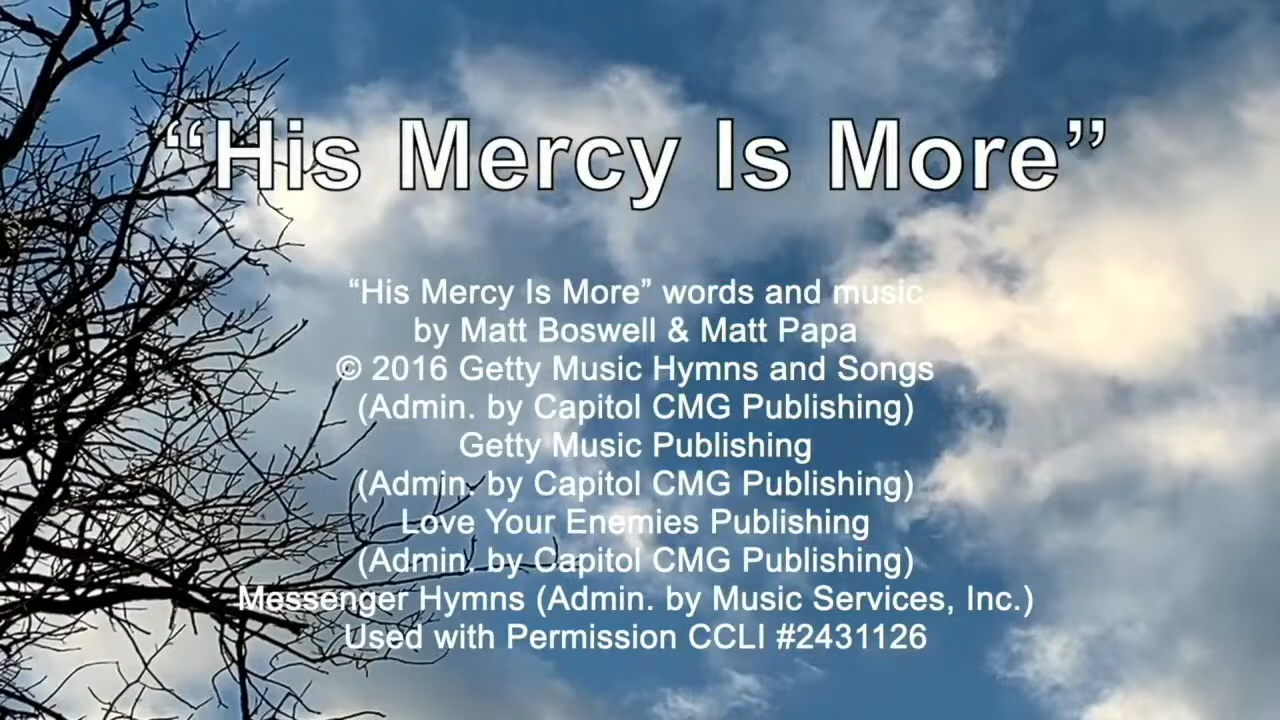 “His Mercy Is More”
“His Mercy Is More” words and music
by Matt Boswell & Matt Papa
© 2016 Getty Music Hymns and Songs
(Admin. by Capitol CMG Publishing)
Getty Music Publishing
(Admin. by Capitol CMG Publishing)
Love Your Enemies Publishing
(Admin. by Capitol CMG Publishing)
Messenger Hymns (Admin. by Music Services, Inc.)
Used with Permission CCLI #2431126